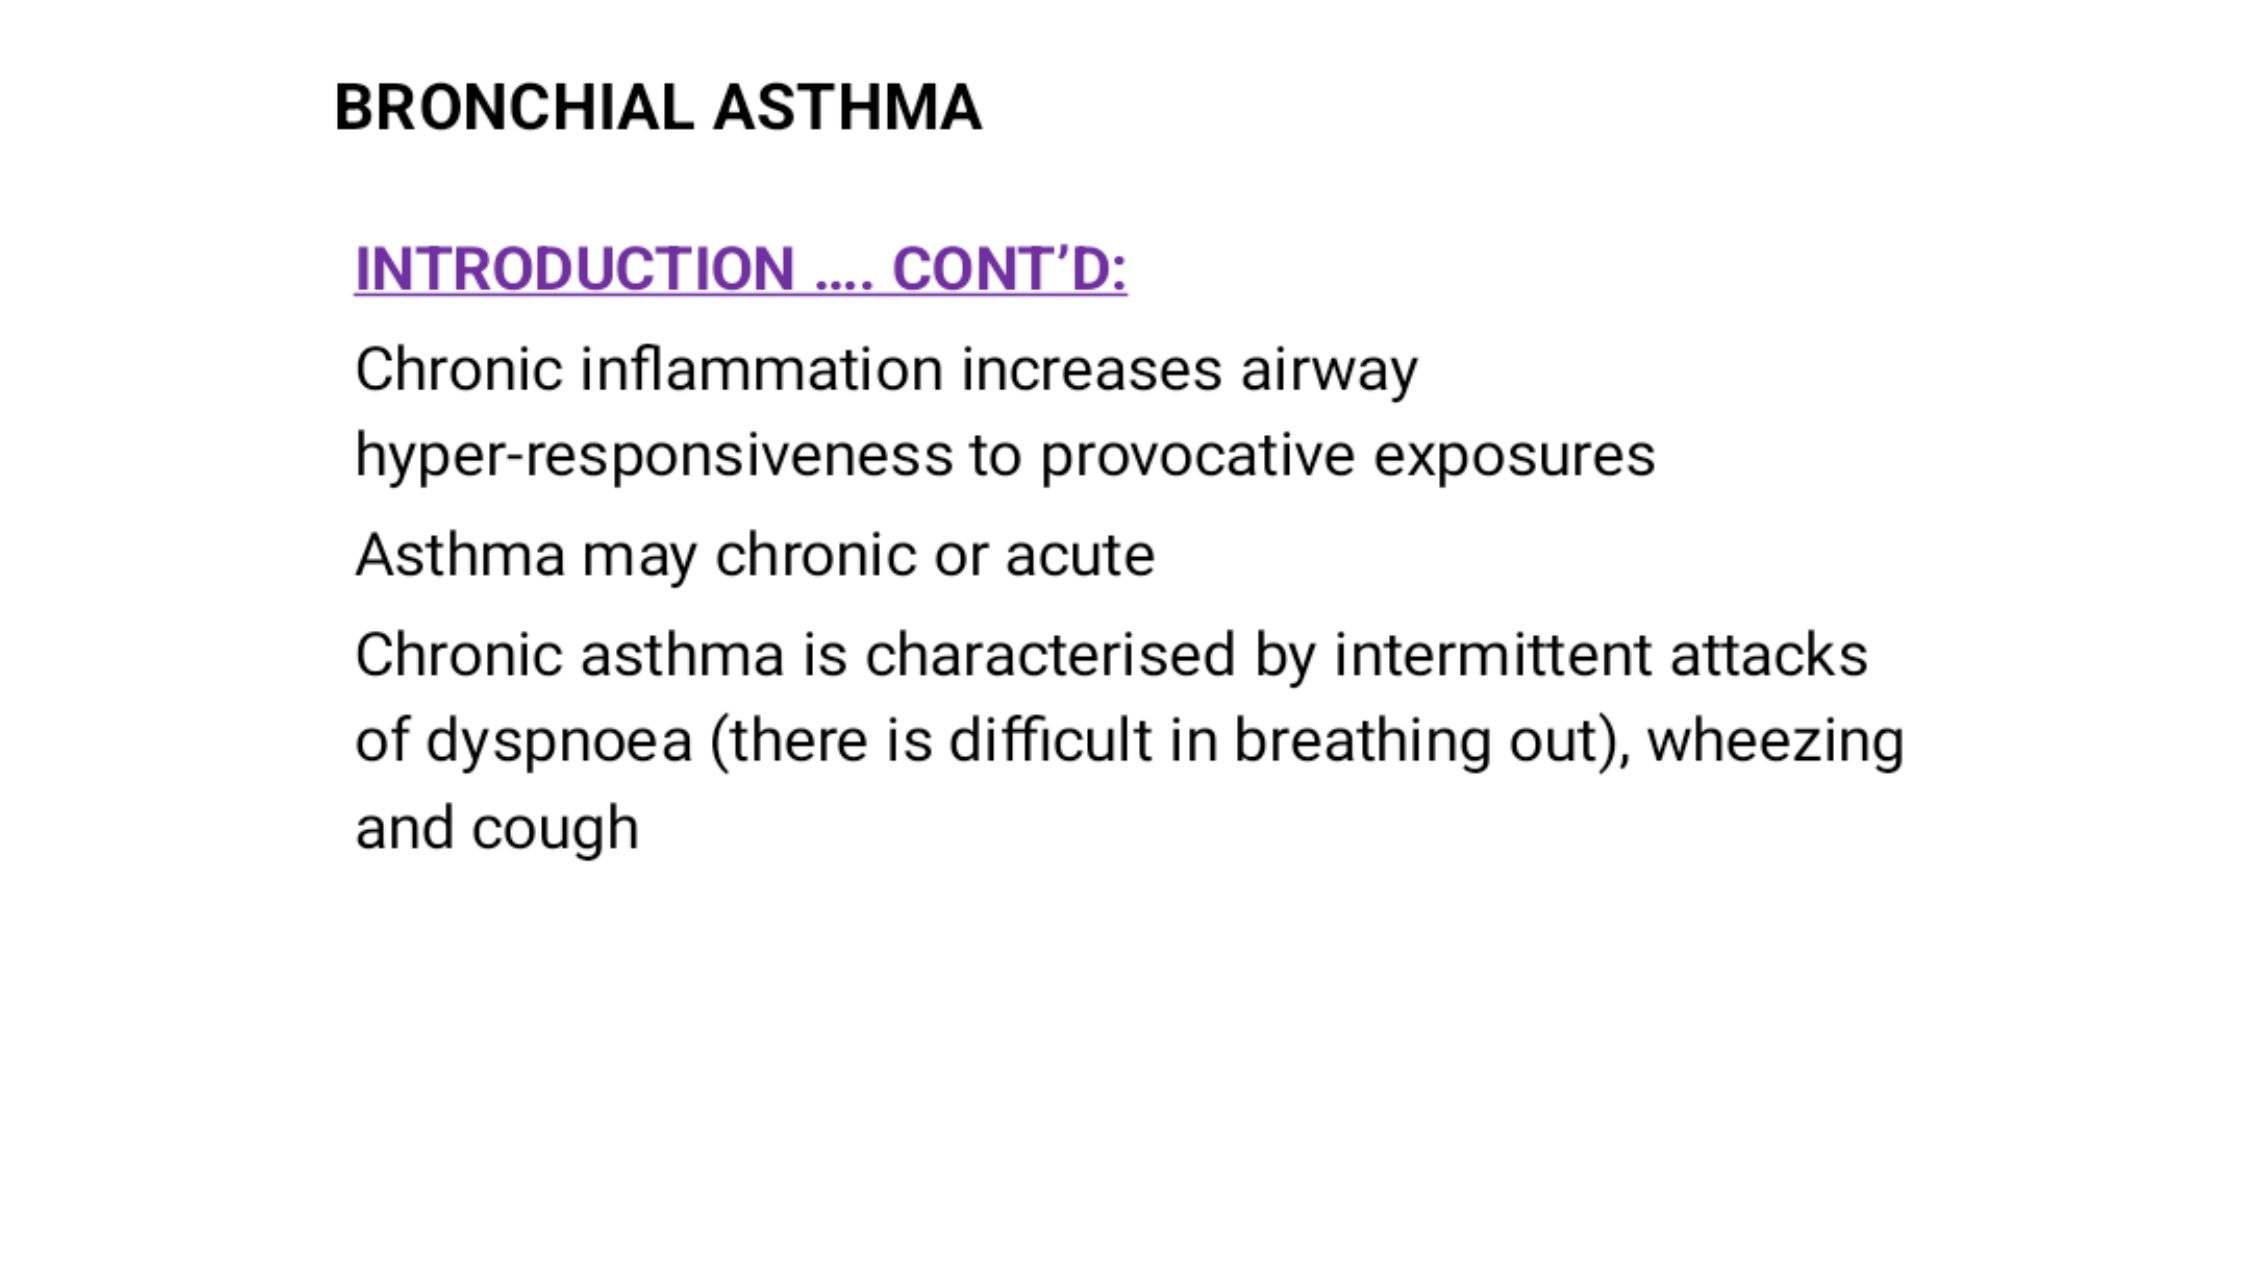 BRONCHIAL ASTHMA
INTRODUCTION .... CONT’D:
Chronic inflammation increases airway
hyper-responsiveness to provocative exposures
Asthma may chronic or acute
Chronic asthma is characterised by intermittent attacks
of dyspnoea (there is difficult in breathing out), wheezing
and cough